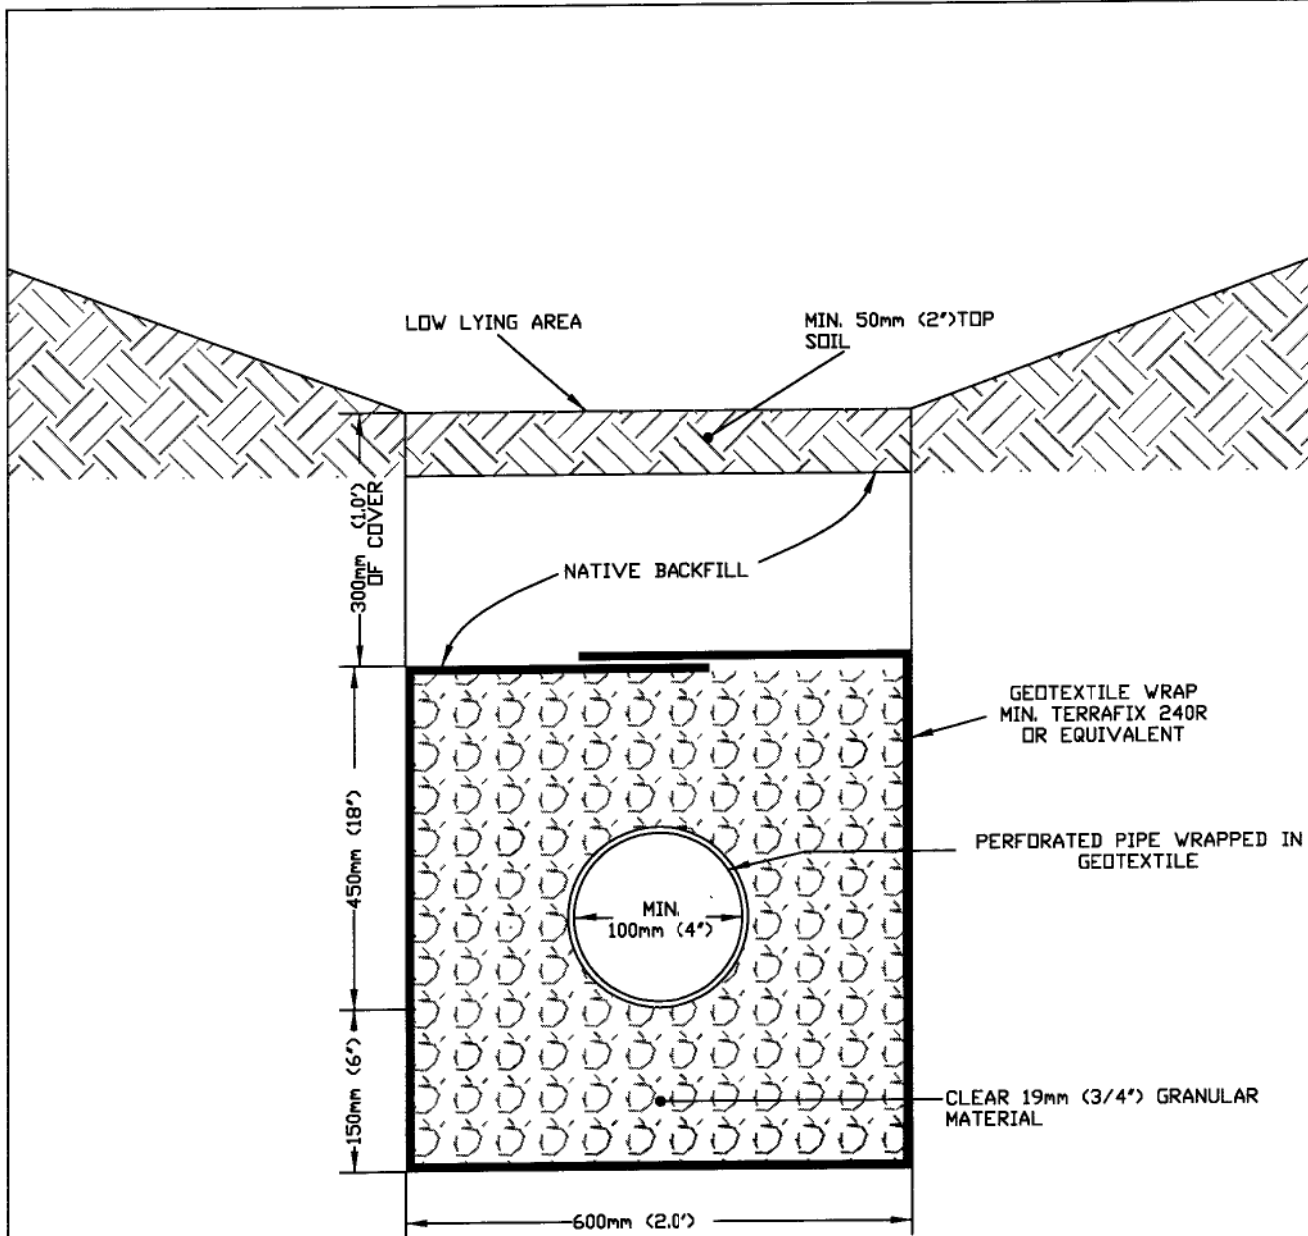 LOW LYING AREA
MIN. 50mm (2")TOP
SOIL
300mm (1.0')
OF COVER
NATIVE BACKFILL
GEOTEXTILE WRAP
MIN. TERRAFIX 240R
OR EQUIVALENT
450mm (18")
PERFORATED PIPE WRAPPED IN
GEOTEXTILE
MIN.
100mm (4")
150mm (6")
CLEAR 19mm (3/4") GRANULAR
MATERIAL
600mm (2.0')